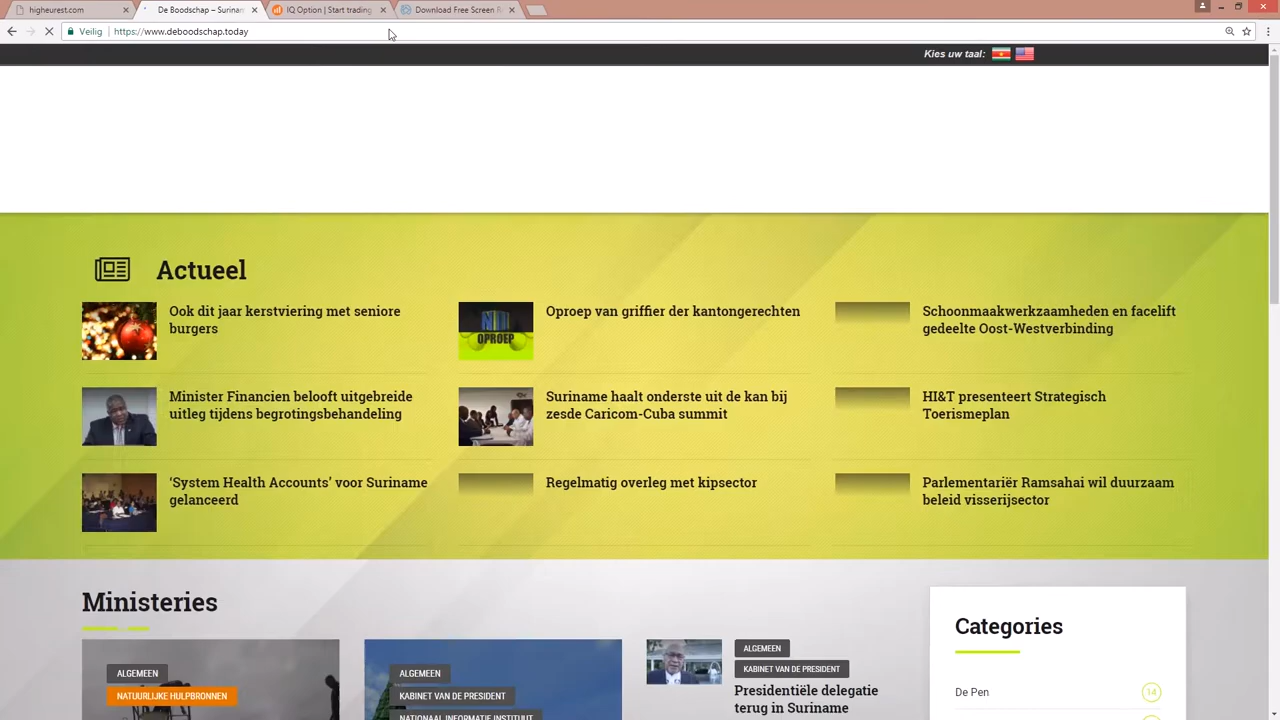 higheurest.com
De Boodschap – Surinam
IQ Option | Start trading
Download Free Screen R
Veilig
https://www.deboodschap.today
Kies uw taal:
Actueel
Ook dit jaar kerstviering met seniore
burgers
Oproep van griffier der kantongerechten
Schoonmaakwerkzaamheden en facelift
gedeelte Oost-Westverbinding
OPROEP
Minister Financien belooft uitgebreide
uitleg tijdens begrotingsbehandeling
Suriname haalt onderste uit de kan bij
zesde Caricom-Cuba summit
HI&T presenteert Strategisch
Toerismeplan
‘System Health Accounts’ voor Suriname
gelanceerd
Regelmatig overleg met kipsector
Parlementariër Ramsahai wil duurzaam
beleid visserijsector
Ministeries
Categories
ALGEMEEN
NATUURLIJKE HULPBRONNEN
ALGEMEEN
KABINET VAN DE PRESIDENT
NATIONAAL INFORMATIE INSTITUUT
ALGEMEEN
KABINET VAN DE PRESIDENT
Presidentiële delegatie
terug in Suriname
De Pen
14